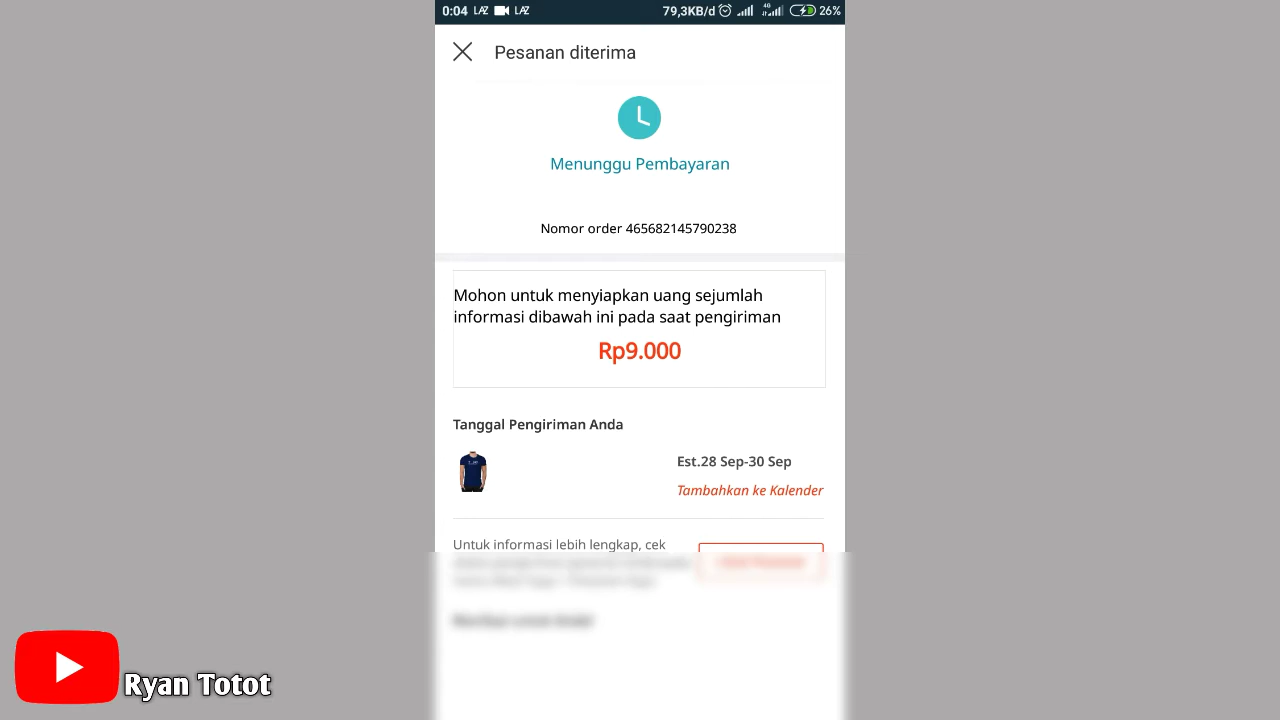 0:04 LAZ LAZ 79,3KB/d 4G 26%
Pesanan diterima
Menunggu Pembayaran
Nomor order 465682145790238
Mohon untuk menyiapkan uang sejumlah
informasi dibawah ini pada saat pengiriman
Rp9.000
Tanggal Pengiriman Anda
Est.28 Sep-30 Sep
Tambahkan ke Kalender
Untuk informasi lebih lengkap, cek
Ryan Totot